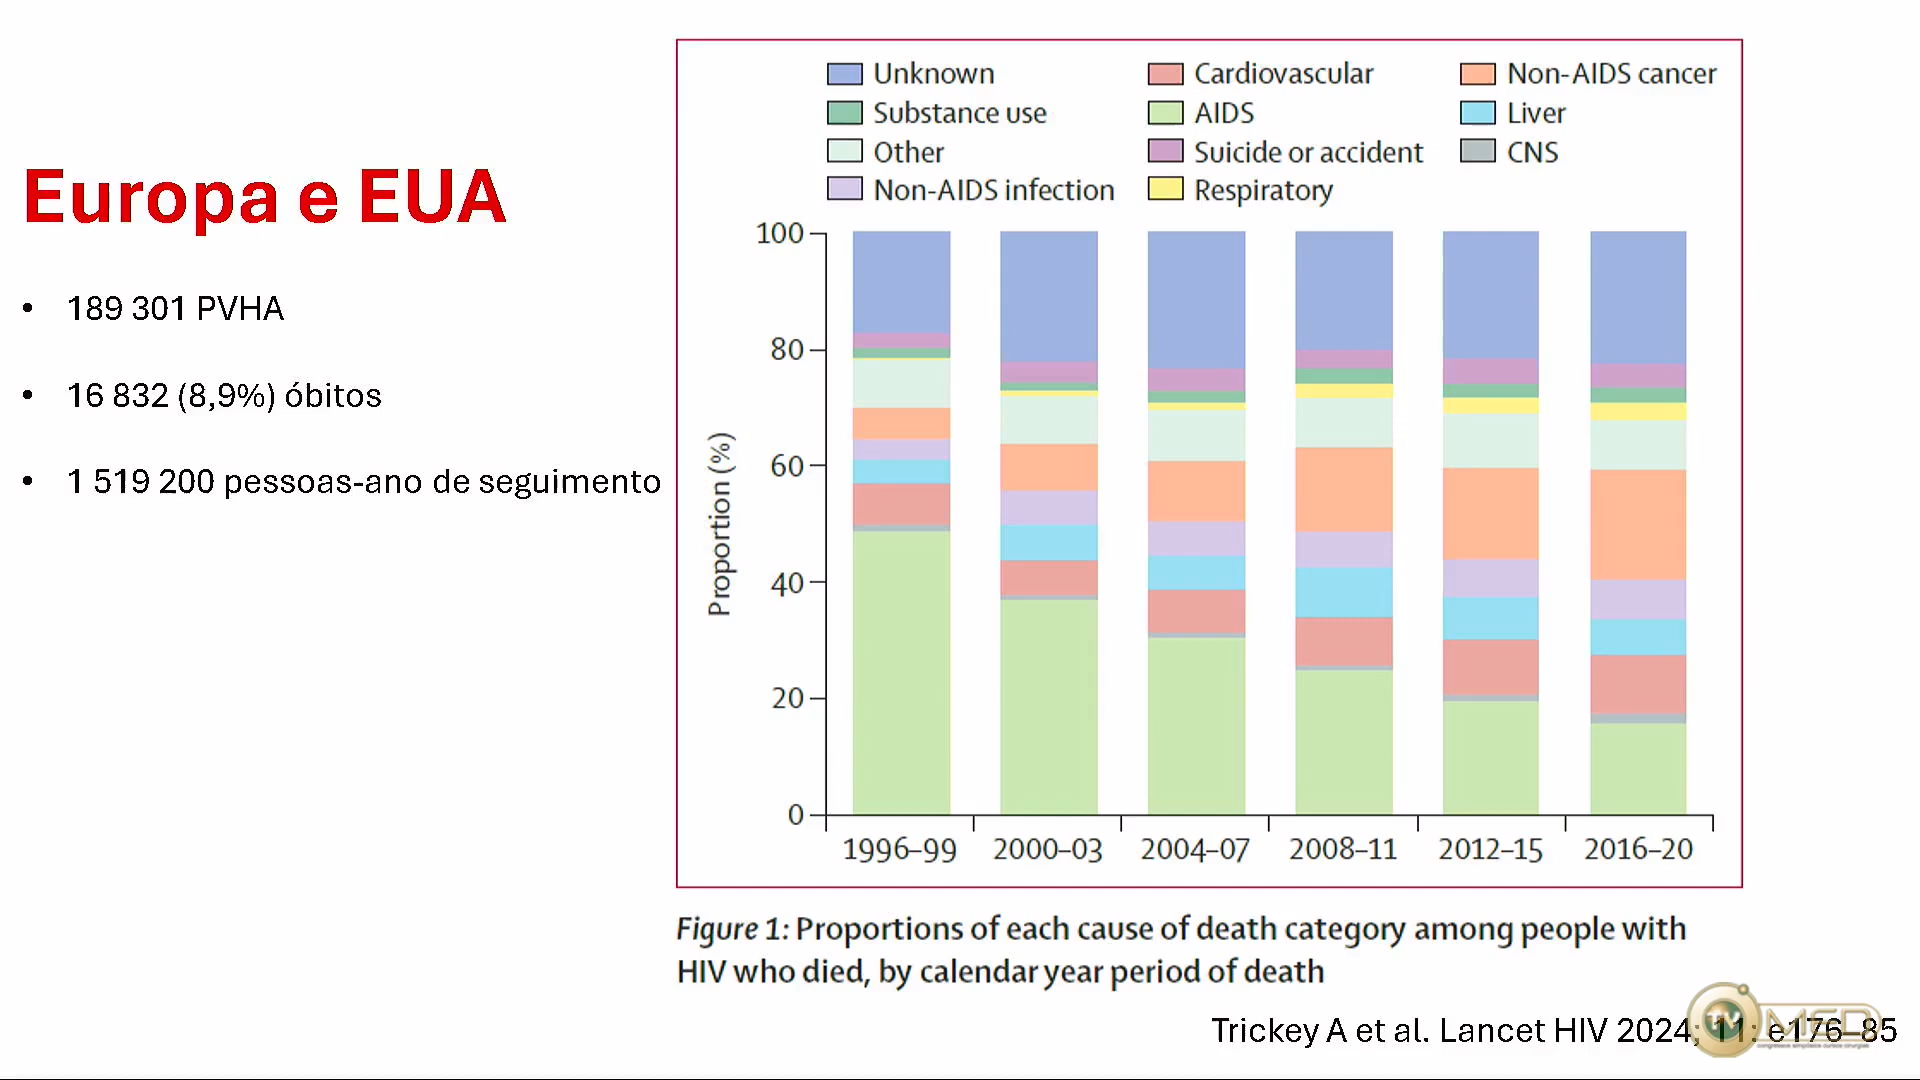 Europa e EUA
• 189 301 PVHA
• 16 832 (8,9%) óbitos
• 1 519 200 pessoas-ano de seguimento
Unknown Cardiovascular Non-AIDS cancer
Substance use AIDS Liver
Other Suicide or accident CNS
Non-AIDS infection Respiratory
Proportion (%)
100
80
60
40
20
0
1996–99 2000–03 2004–07 2008–11 2012–15 2016–20
Figure 1: Proportions of each cause of death category among people with
HIV who died, by calendar year period of death
Trickey A et al. Lancet HIV 2024; 11: e176–85
TV MED